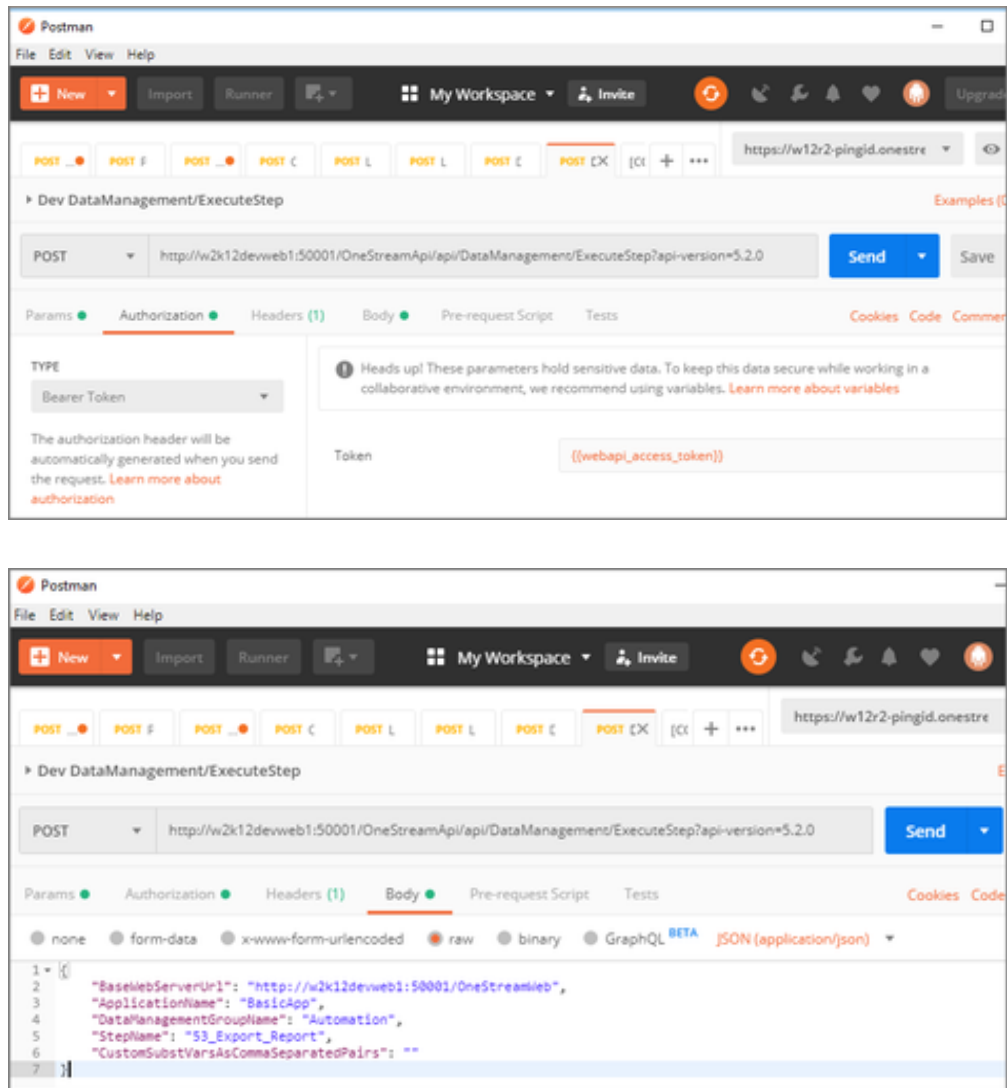 Postman
File Edit View Help
New Import Runner My Workspace Invite Upgrad
POST ... POST F POST ... POST C POST L POST L POST POST [CC + ••• https://w12r2-pingid.onestre
Dev DataManagement/ExecuteStep Examples (0
POST http://w2k12devweb1:50001/OneStreamApi/api/DataManagement/ExecuteStep?api-version=5.2.0 Send Save
Params Authorization Headers (1) Body Pre-request Script Tests Cookies Code Commen
TYPE
Bearer Token
The authorization header will be
automatically generated when you send
the request. Learn more about
authorization
Heads up! These parameters hold sensitive data. To keep this data secure while working in a
collaborative environment, we recommend using variables. Learn more about variables
Token {{webapi_access_token}}
Postman
File Edit View Help
New Import Runner My Workspace Invite
POST ... POST F POST ... POST C POST L POST L POST POST [CC + ••• https://w12r2-pingid.onestre
Dev DataManagement/ExecuteStep E
POST http://w2k12devweb1:50001/OneStreamApi/api/DataManagement/ExecuteStep?api-version=5.2.0 Send
Params Authorization Headers (1) Body Pre-request Script Tests Cookies Code
none form-data x-www-form-urlencoded raw binary GraphQL BETA JSON (application/json)
1 {
2 "BaseWebServerUrl": "http://w2k12devweb1:50001/OneStreamWeb",
3 "ApplicationName": "BasicApp",
4 "DataManagementGroupName": "Automation",
5 "StepName": "S3_Export_Report",
6 "CustomSubstVarsAsCommaSeparatedPairs": ""
7 }